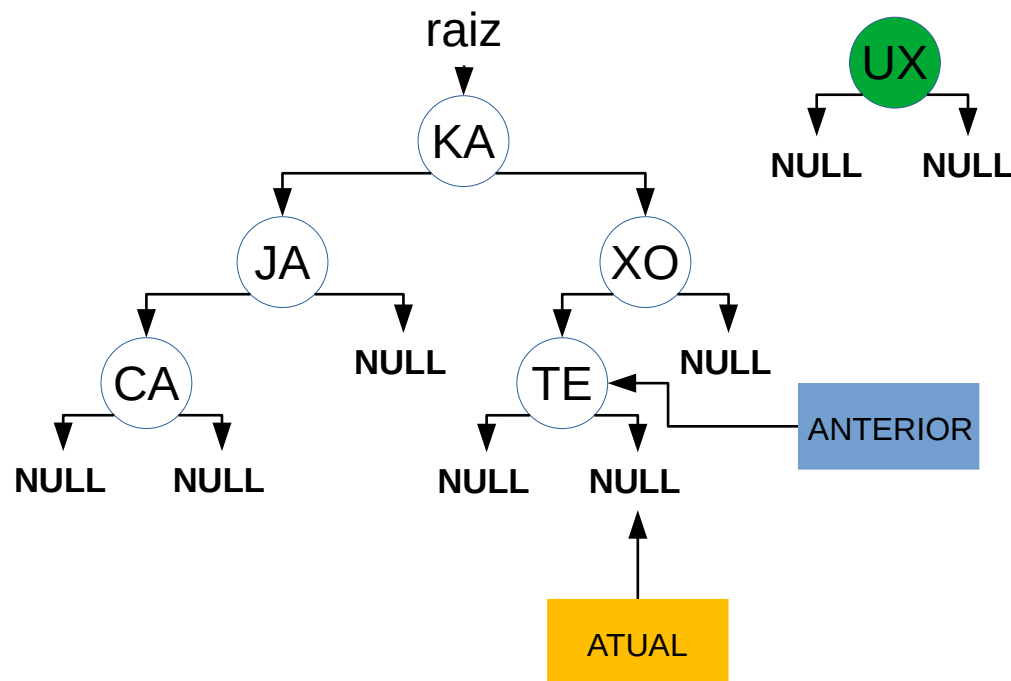 raiz
UX
KA
NULL
NULL
JA
XO
NULL
NULL
CA
TE
ANTERIOR
NULL
NULL
NULL
NULL
ATUAL